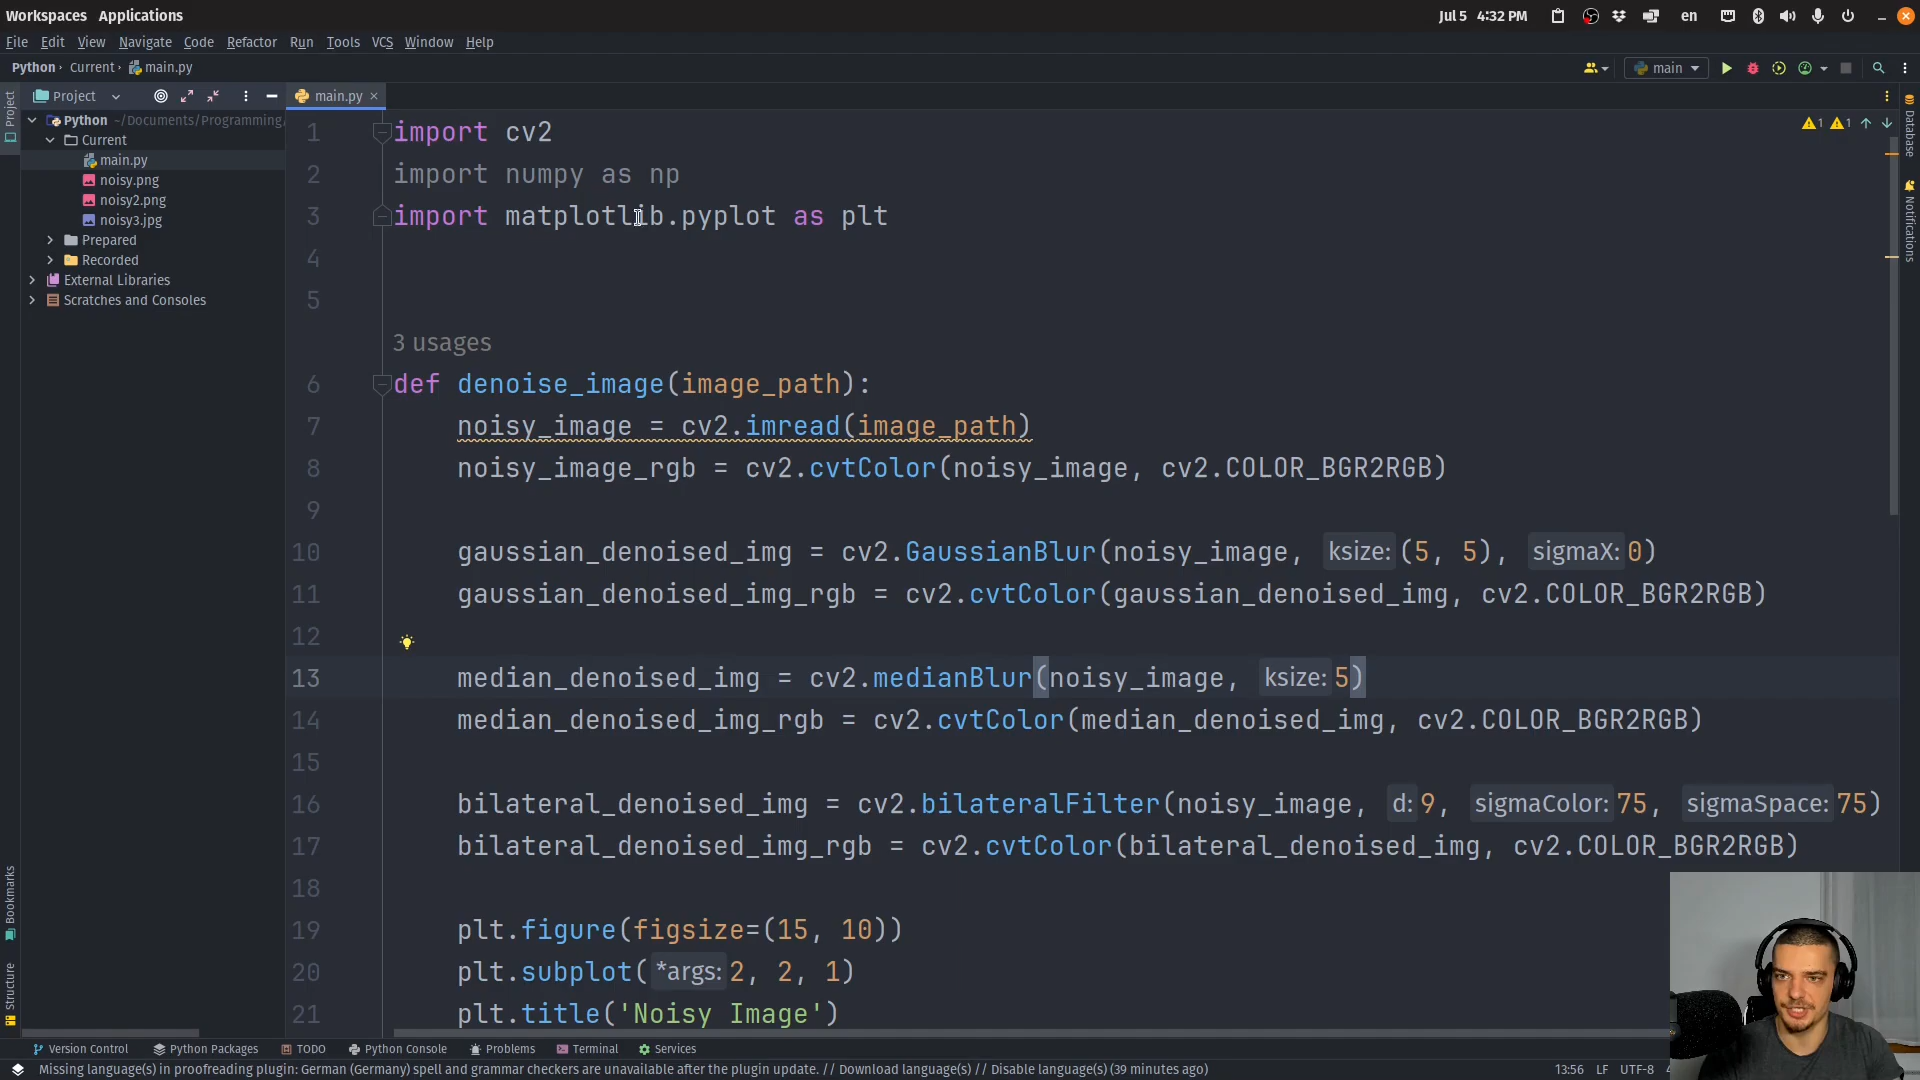 Workspaces Applications
Jul 5 4:32 PM
en
File Edit View Navigate Code Refactor Run Tools VCS Window Help
Python Current main.py
main
Project
main.py
Python ~/Documents/Programming/
Current
main.py
noisy.png
noisy2.png
noisy3.jpg
Prepared
Recorded
External Libraries
Scratches and Consoles
Project
Bookmarks
Structure
Database
Notifications
1 1
1 import cv2
2 import numpy as np
3 import matplotlib.pyplot as plt
4
5
3 usages
6 def denoise_image(image_path):
7 noisy_image = cv2.imread(image_path)
8 noisy_image_rgb = cv2.cvtColor(noisy_image, cv2.COLOR_BGR2RGB)
9
10 gaussian_denoised_img = cv2.GaussianBlur(noisy_image, ksize: (5, 5), sigmaX: 0)
11 gaussian_denoised_img_rgb = cv2.cvtColor(gaussian_denoised_img, cv2.COLOR_BGR2RGB)
12
13 median_denoised_img = cv2.medianBlur(noisy_image, ksize: 5)
14 median_denoised_img_rgb = cv2.cvtColor(median_denoised_img, cv2.COLOR_BGR2RGB)
15
16 bilateral_denoised_img = cv2.bilateralFilter(noisy_image, d: 9, sigmaColor: 75, sigmaSpace: 75)
17 bilateral_denoised_img_rgb = cv2.cvtColor(bilateral_denoised_img, cv2.COLOR_BGR2RGB)
18
19 plt.figure(figsize=(15, 10))
20 plt.subplot( *args: 2, 2, 1)
21 plt.title('Noisy Image')
Version Control Python Packages TODO Python Console Problems Terminal Services
Missing language(s) in proofreading plugin: German (Germany) spell and grammar checkers are unavailable after the plugin update. // Download language(s) // Disable language(s) (39 minutes ago)
13:56 LF UTF-8